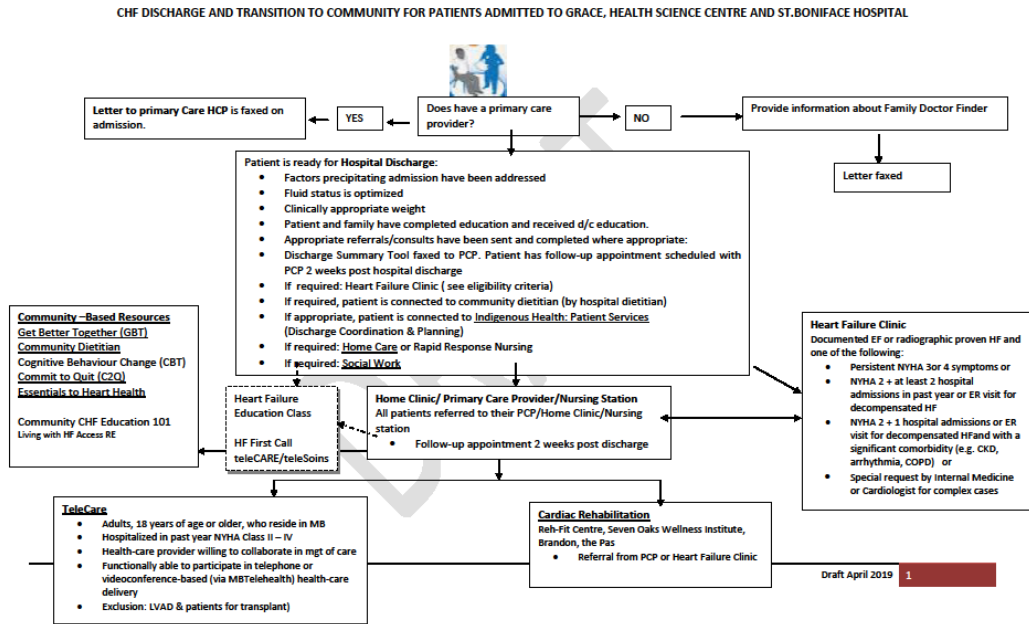 CHF DISCHARGE AND TRANSITION TO COMMUNITY FOR PATIENTS ADMITTED TO GRACE, HEALTH SCIENCE CENTRE AND ST.BONIFACE HOSPITAL
Does have a primary care
provider?
YES
Letter to primary Care HCP is faxed on
admission.
NO
Provide information about Family Doctor Finder
Letter faxed
Patient is ready for Hospital Discharge:
• Factors precipitating admission have been addressed
• Fluid status is optimized
• Clinically appropriate weight
• Patient and family have completed education and received d/c education.
• Appropriate referrals/consults have been sent and completed where appropriate:
• Discharge Summary Tool faxed to PCP. Patient has follow-up appointment scheduled with
PCP 2 weeks post hospital discharge
• If required: Heart Failure Clinic ( see eligibility criteria)
• If required, patient is connected to community dietitian (by hospital dietitian)
• If appropriate, patient is connected to Indigenous Health: Patient Services
(Discharge Coordination & Planning)
• If required: Home Care or Rapid Response Nursing
• If required: Social Work
Community –Based Resources
Get Better Together (GBT)
Community Dietitian
Cognitive Behaviour Change (CBT)
Commit to Quit (C2Q)
Essentials to Heart Health
Community CHF Education 101
Living with HF Access RE
Heart Failure
Education Class
HF First Call
teleCARE/teleSoins
Home Clinic/ Primary Care Provider/Nursing Station
All patients referred to their PCP/Home Clinic/Nursing
station
• Follow-up appointment 2 weeks post discharge
Heart Failure Clinic
Documented EF or radiographic proven HF and
one of the following:
• Persistent NYHA 3or 4 symptoms or
• NYHA 2 + at least 2 hospital
admissions in past year or ER visit for
decompensated HF
• NYHA 2 + 1 hospital admissions or ER
visit for decompensated HFand with a
significant comorbidity (e.g. CKD,
arrhythmia, COPD) or
• Special request by Internal Medicine
or Cardiologist for complex cases
TeleCare
• Adults, 18 years of age or older, who reside in MB
• Hospitalized in past year NYHA Class II – IV
• Health-care provider willing to collaborate in mgt of care
• Functionally able to participate in telephone or
videoconference-based (via MBTelehealth) health-care
delivery
• Exclusion: LVAD & patients for transplant)
Cardiac Rehabilitation
Reh-Fit Centre, Seven Oaks Wellness Institute,
Brandon, the Pas
• Referral from PCP or Heart Failure Clinic
Draft April 2019 1
DRAFT